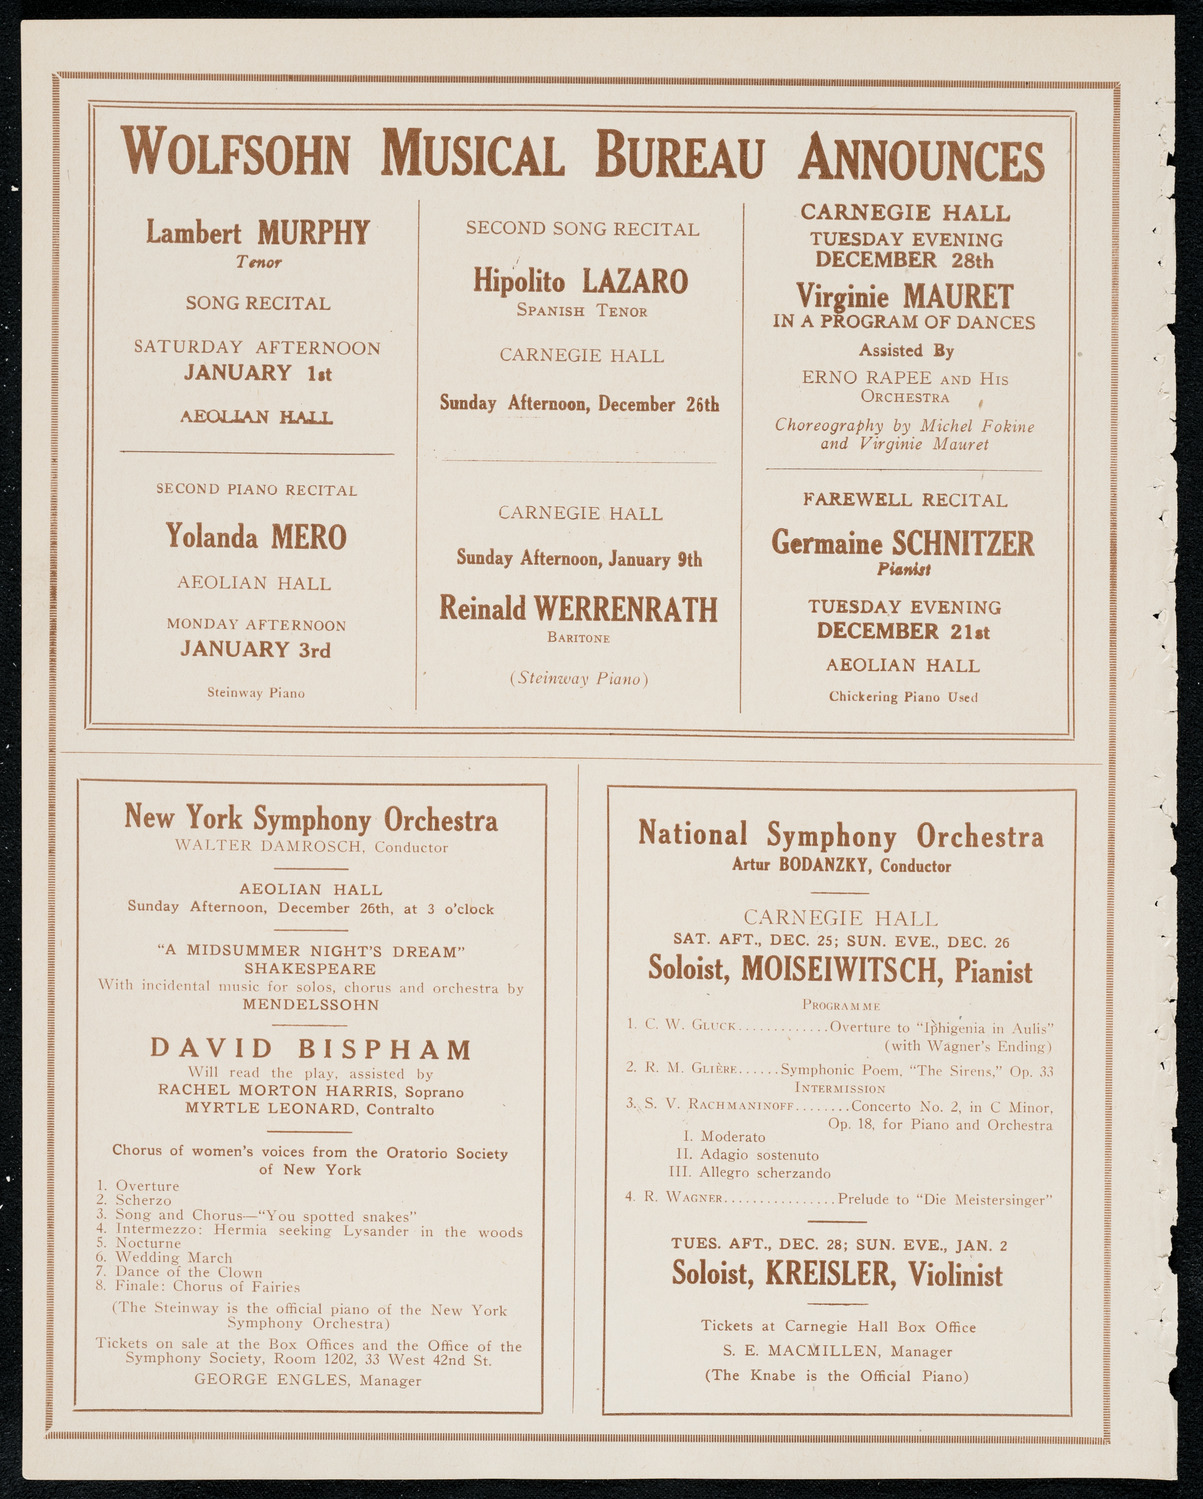 WOLFSOHN MUSICAL BUREAU ANNOUNCES
Lambert MURPHY
Tenor
SONG RECITAL
SATURDAY AFTERNOON
JANUARY 1st
AEOLIAN HALL
SECOND PIANO RECITAL
Yolanda MERO
AEOLIAN HALL
MONDAY AFTERNOON
JANUARY 3rd
Steinway Piano
SECOND SONG RECITAL
Hipolito LAZARO
SPANISH TENOR
CARNEGIE HALL
Sunday Afternoon, December 26th
CARNEGIE HALL
Sunday Afternoon, January 9th
Reinald WERRENRATH
BARITONE
(Steinway Piano)
CARNEGIE HALL
TUESDAY EVENING
DECEMBER 28th
Virginie MAURET
IN A PROGRAM OF DANCES
Assisted By
ERNO RAPEE AND HIS
ORCHESTRA
Choreography by Michel Fokine
and Virginie Mauret
FAREWELL RECITAL
Germaine SCHNITZER
Pianist
TUESDAY EVENING
DECEMBER 21st
AEOLIAN HALL
Chickering Piano Used
New York Symphony Orchestra
WALTER DAMROSCH, Conductor
AEOLIAN HALL
Sunday Afternoon, December 26th, at 3 o'clock
"A MIDSUMMER NIGHT'S DREAM"
SHAKESPEARE
With incidental music for solos, chorus and orchestra by
MENDELSSOHN
DAVID BISPHAM
Will read the play, assisted by
RACHEL MORTON HARRIS, Soprano
MYRTLE LEONARD, Contralto
Chorus of women's voices from the Oratorio Society
of New York
1. Overture
2. Scherzo
3. Song and Chorus—"You spotted snakes"
4. Intermezzo: Hermia seeking Lysander in the woods
5. Nocturne
6. Wedding March
7. Dance of the Clown
8. Finale: Chorus of Fairies
(The Steinway is the official piano of the New York
Symphony Orchestra)
Tickets on sale at the Box Offices and the Office of the
Symphony Society, Room 1202, 33 West 42nd St.
GEORGE ENGLES, Manager
National Symphony Orchestra
Artur BODANZKY, Conductor
CARNEGIE HALL
SAT. AFT., DEC. 25; SUN. EVE., DEC. 26
Soloist, MOISEIWITSCH, Pianist
PROGRAMME
1. C. W. GLUCK.............Overture to "Iphigenia in Aulis"
(with Wagner's Ending)
2. R. M. GLIÈRE......Symphonic Poem, "The Sirens," Op. 33
INTERMISSION
3. S. V. RACHMANINOFF........Concerto No. 2, in C Minor,
Op. 18, for Piano and Orchestra
I. Moderato
II. Adagio sostenuto
III. Allegro scherzando
4. R. WAGNER................Prelude to "Die Meistersinger"
TUES. AFT., DEC. 28; SUN. EVE., JAN. 2
Soloist, KREISLER, Violinist
Tickets at Carnegie Hall Box Office
S. E. MACMILLEN, Manager
(The Knabe is the Official Piano)